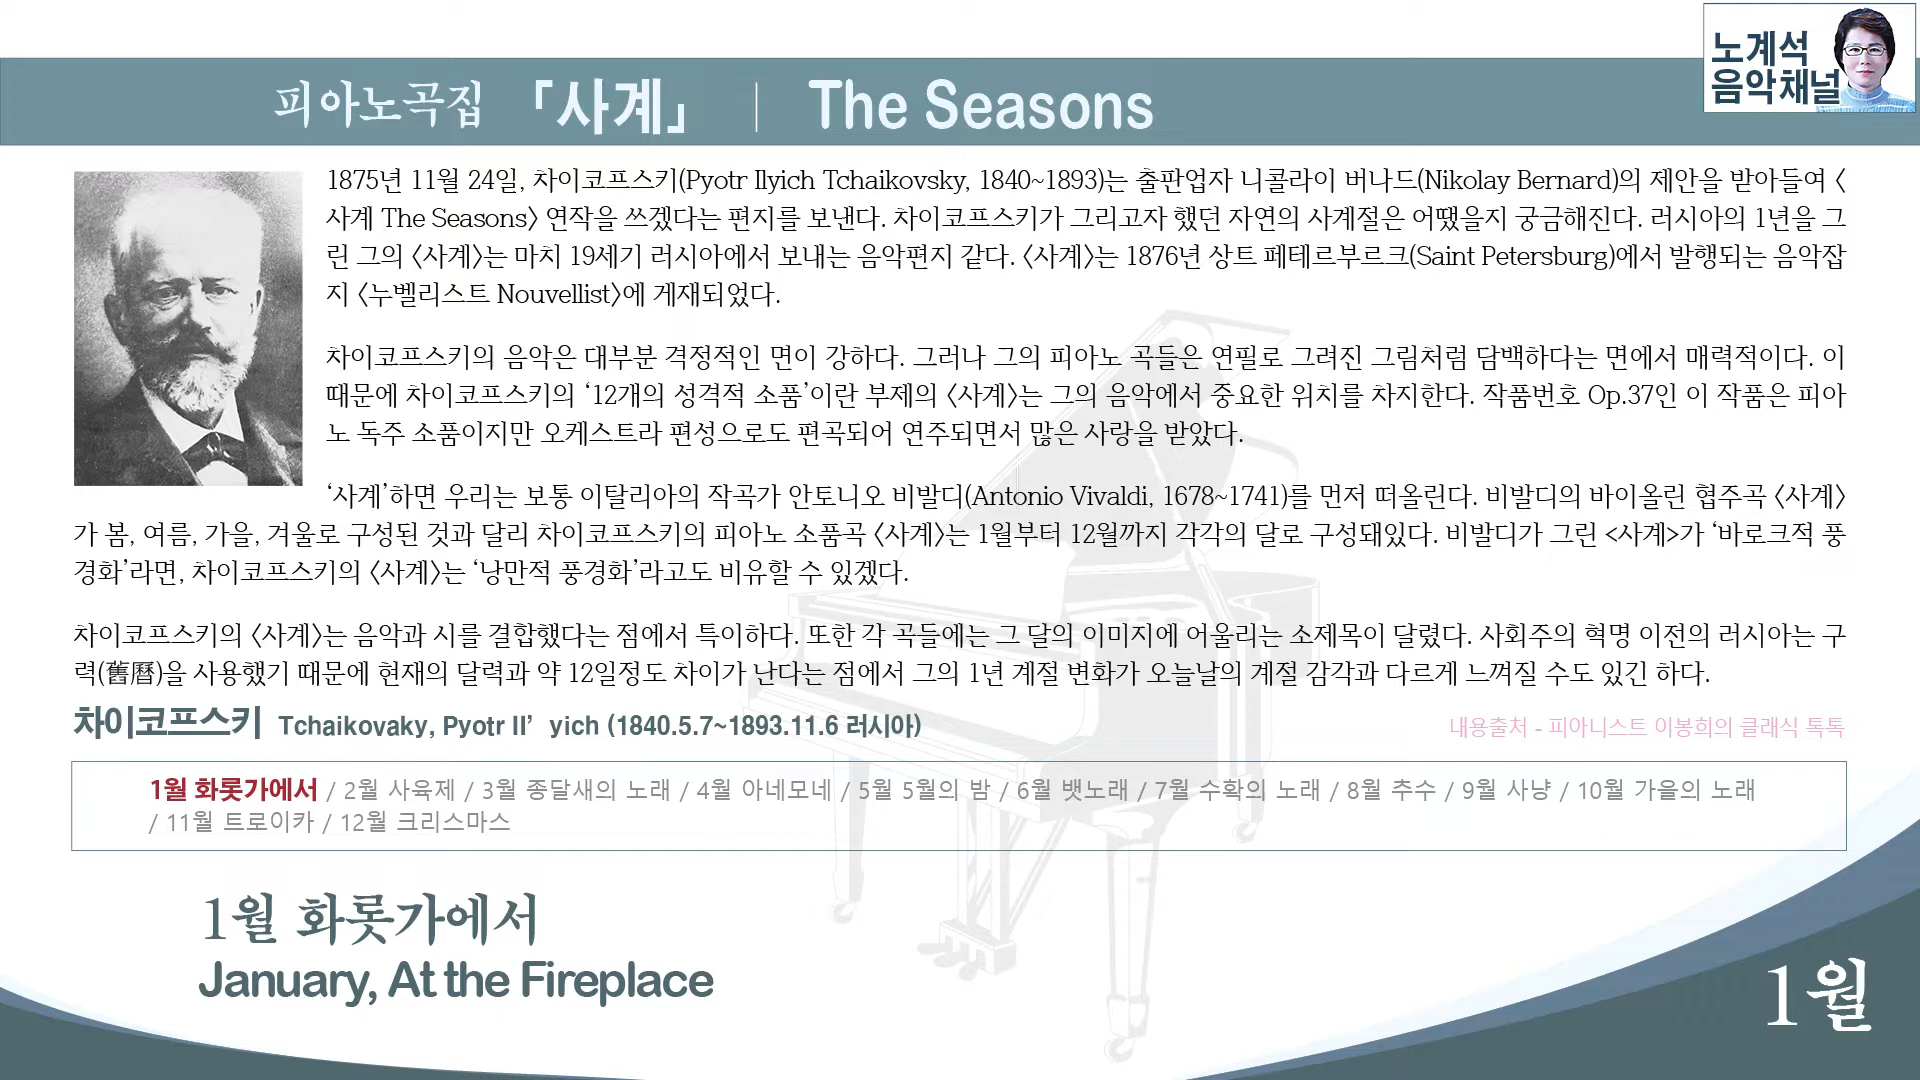 노계석
음악채널
피아노곡집 「사계」 | The Seasons
1875년 11월 24일, 차이코프스키(Pyotr Ilyich Tchaikovsky, 1840~1893)는 출판업자 니콜라이 버나드(Nikolay Bernard)의 제안을 받아들여 〈
사계 The Seasons〉 연작을 쓰겠다는 편지를 보낸다. 차이코프스키가 그리고자 했던 자연의 사계절은 어땠을지 궁금해진다. 러시아의 1년을 그
린 그의 〈사계〉는 마치 19세기 러시아에서 보내는 음악편지 같다. 〈사계〉는 1876년 상트 페테르부르크(Saint Petersburg)에서 발행되는 음악잡
지 〈누벨리스트 Nouvellist〉에 게재되었다.
차이코프스키의 음악은 대부분 격정적인 면이 강하다. 그러나 그의 피아노 곡들은 연필로 그려진 그림처럼 담백하다는 면에서 매력적이다. 이
때문에 차이코프스키의 ‘12개의 성격적 소품’이란 부제의 〈사계〉는 그의 음악에서 중요한 위치를 차지한다. 작품번호 Op.37인 이 작품은 피아
노 독주 소품이지만 오케스트라 편성으로도 편곡되어 연주되면서 많은 사랑을 받았다.
‘사계’하면 우리는 보통 이탈리아의 작곡가 안토니오 비발디(Antonio Vivaldi, 1678~1741)를 먼저 떠올린다. 비발디의 바이올린 협주곡 〈사계〉
가 봄, 여름, 가을, 겨울로 구성된 것과 달리 차이코프스키의 피아노 소품곡 〈사계〉는 1월부터 12월까지 각각의 달로 구성돼있다. 비발디가 그린 <사계>가 ‘바로크적 풍
경화’라면, 차이코프스키의 〈사계〉는 ‘낭만적 풍경화’라고도 비유할 수 있겠다.
차이코프스키의 〈사계〉는 음악과 시를 결합했다는 점에서 특이하다. 또한 각 곡들에는 그 달의 이미지에 어울리는 소제목이 달렸다. 사회주의 혁명 이전의 러시아는 구
력(舊曆)을 사용했기 때문에 현재의 달력과 약 12일정도 차이가 난다는 점에서 그의 1년 계절 변화가 오늘날의 계절 감각과 다르게 느껴질 수도 있긴 하다.
차이코프스키 Tchaikovaky, Pyotr Il’yich (1840.5.7~1893.11.6 러시아)
내용출처 - 피아니스트 이봉희의 클래식 톡톡
1월 화롯가에서 / 2월 사육제 / 3월 종달새의 노래 / 4월 아네모네 / 5월 5월의 밤 / 6월 뱃노래 / 7월 수확의 노래 / 8월 추수 / 9월 사냥 / 10월 가을의 노래
/ 11월 트로이카 / 12월 크리스마스
1월 화롯가에서
January, At the Fireplace
1월